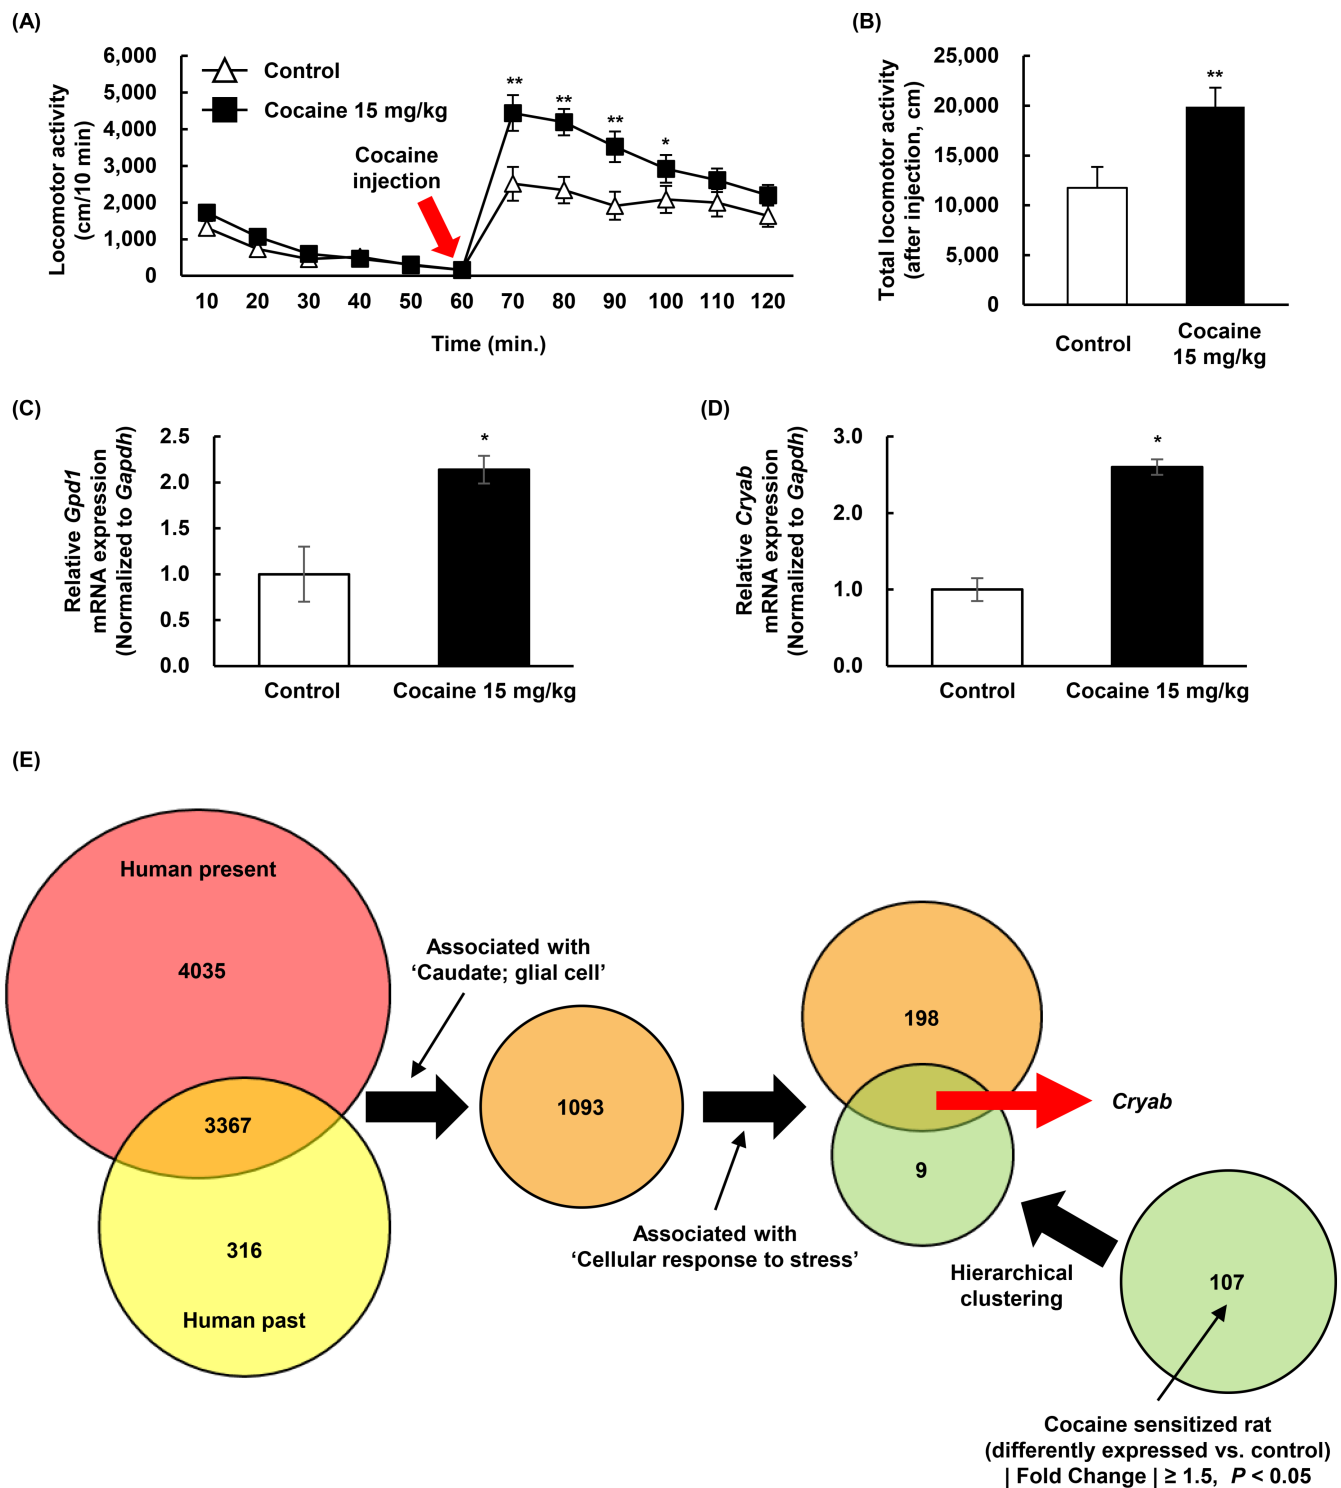 (A)
Locomotor activity
(cm/10 min)
6,000
5,000
4,000
3,000
2,000
1,000
0
Control
Cocaine 15 mg/kg
Cocaine
injection
**
**
**
*
10 20 30 40 50 60 70 80 90 100 110 120
Time (min.)
(B)
Total locomotor activity
(after injection, cm)
25,000
20,000
15,000
10,000
5,000
0
**
Control
Cocaine
15 mg/kg
(C)
Relative Gpd1
mRNA expression
(Normalized to Gapdh)
2.5
2.0
1.5
1.0
0.5
0.0
*
Control
Cocaine 15 mg/kg
(D)
Relative Cryab
mRNA expression
(Normalized to Gapdh)
3.0
2.0
1.0
0.0
*
Control
Cocaine 15 mg/kg
(E)
Human present
4035
3367
316
Human past
Associated with
‘Caudate; glial cell’
1093
Associated with
‘Cellular response to stress’
198
9
Cryab
Hierarchical
clustering
107
Cocaine sensitized rat
(differently expressed vs. control)
| Fold Change | ≥ 1.5, P < 0.05